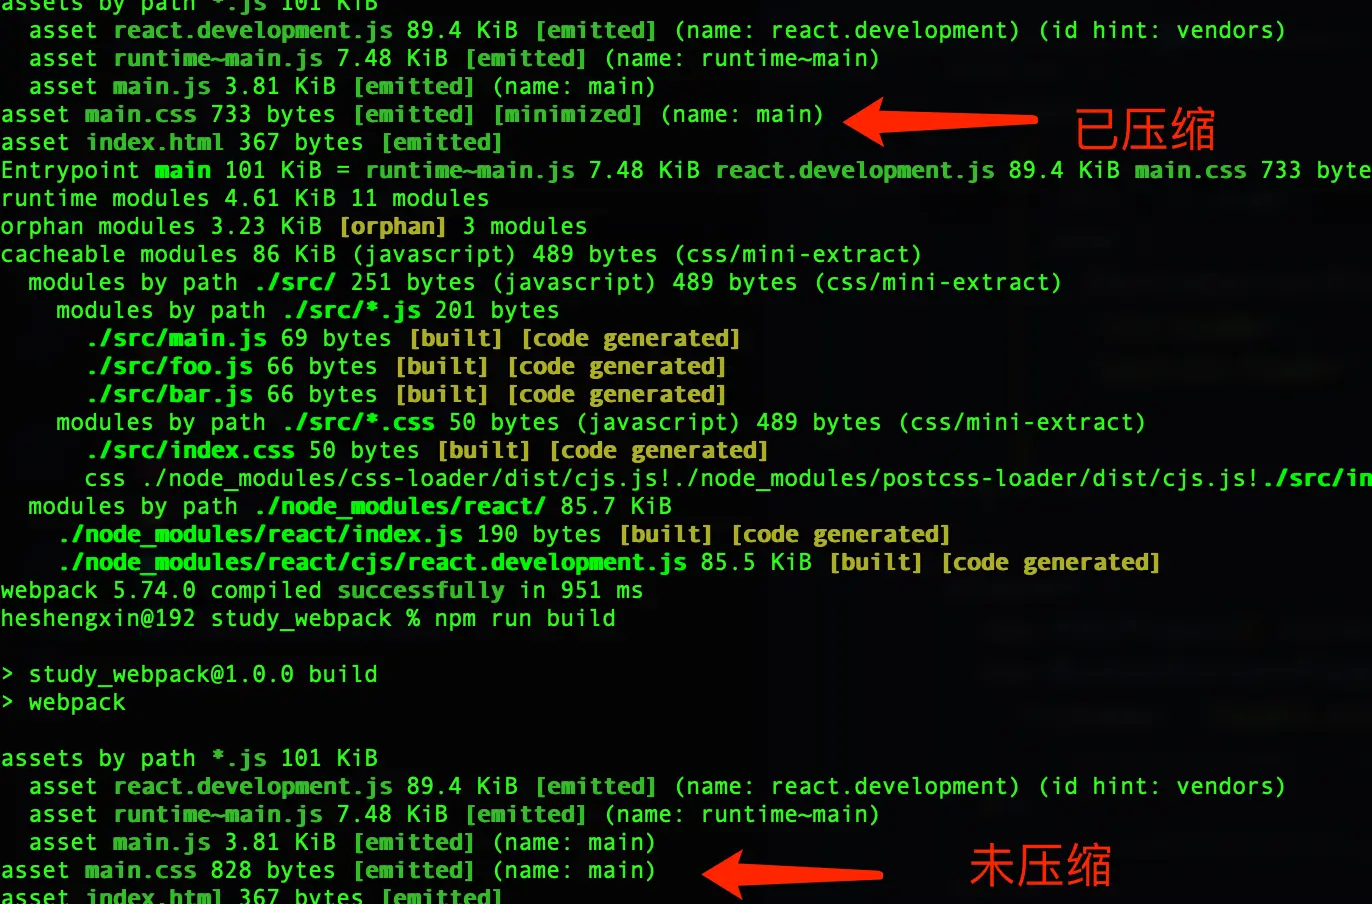 assets by path *.js 101 KiB
  asset react.development.js 89.4 KiB [emitted] (name: react.development) (id hint: vendors)
  asset runtime~main.js 7.48 KiB [emitted] (name: runtime~main)
  asset main.js 3.81 KiB [emitted] (name: main)
asset main.css 733 bytes [emitted] [minimized] (name: main)
已压缩
asset index.html 367 bytes [emitted]
Entrypoint main 101 KiB = runtime~main.js 7.48 KiB react.development.js 89.4 KiB main.css 733 byte
runtime modules 4.61 KiB 11 modules
orphan modules 3.23 KiB [orphan] 3 modules
cacheable modules 86 KiB (javascript) 489 bytes (css/mini-extract)
  modules by path ./src/ 251 bytes (javascript) 489 bytes (css/mini-extract)
    modules by path ./src/*.js 201 bytes
      ./src/main.js 69 bytes [built] [code generated]
      ./src/foo.js 66 bytes [built] [code generated]
      ./src/bar.js 66 bytes [built] [code generated]
    modules by path ./src/*.css 50 bytes (javascript) 489 bytes (css/mini-extract)
      ./src/index.css 50 bytes [built] [code generated]
      css ./node_modules/css-loader/dist/cjs.js!./node_modules/postcss-loader/dist/cjs.js!./src/in
  modules by path ./node_modules/react/ 85.7 KiB
    ./node_modules/react/index.js 190 bytes [built] [code generated]
    ./node_modules/react/cjs/react.development.js 85.5 KiB [built] [code generated]
webpack 5.74.0 compiled successfully in 951 ms
heshengxin@192 study_webpack % npm run build
> study_webpack@1.0.0 build
> webpack
assets by path *.js 101 KiB
  asset react.development.js 89.4 KiB [emitted] (name: react.development) (id hint: vendors)
  asset runtime~main.js 7.48 KiB [emitted] (name: runtime~main)
  asset main.js 3.81 KiB [emitted] (name: main)
asset main.css 828 bytes [emitted] (name: main)
未压缩
asset index.html 367 bytes [emitted]